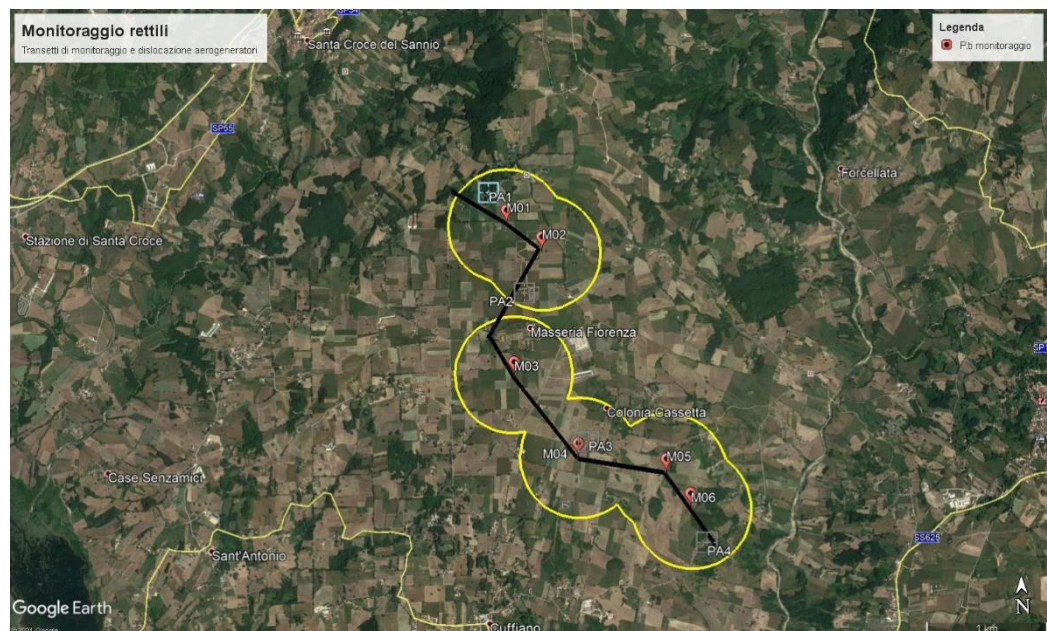 Monitoraggio rettili
Transetti di monitoraggio e dislocazione aerogeneratori
Legenda
P.ti monitoraggio
Santa Croce del Sannio
SP55
Forcellata
PA1
M01
M02
Stazione di Santa Croce
PA2
Masseria Fiorenza
M03
Colonia Cassetta
M04
PA3
M05
M06
Case Senzamici
PA4
SS625
Sant'Antonio
Google Earth
N
Cuffiano
1 km